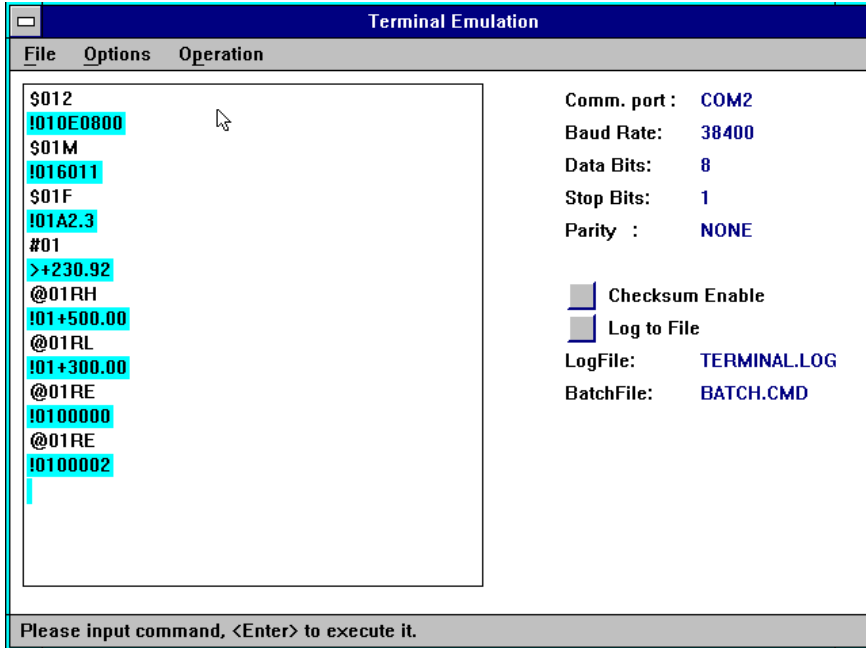 Terminal Emulation
File Options Operation
$012
!010E0800
$01M
!016011
$01F
!01A2.3
#01
>+230.92
@01RH
!01+500.00
@01RL
!01+300.00
@01RE
!0100000
@01RE
!0100002
Comm. port : COM2
Baud Rate: 38400
Data Bits: 8
Stop Bits: 1
Parity : NONE
Checksum Enable
Log to File
LogFile: TERMINAL.LOG
BatchFile: BATCH.CMD
Please input command, <Enter> to execute it.